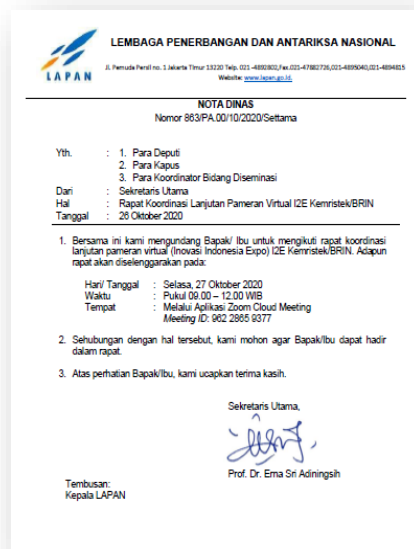 LEMBAGA PENERBANGAN DAN ANTARIKSA NASIONAL
Jl. Pemuda Persil no. 1 Jakarta Timur 13220 Telp. 021 -4892802,Fax.021-47882726,021-4895040,021-4894815
Website: www.lapan.go.id.
LAPAN
NOTA DINAS
Nomor 863/PA.00/10/2020/Settama
Yth. : 1. Para Deputi
2. Para Kapus
3. Para Koordinator Bidang Diseminasi
Dari : Sekretaris Utama
Hal : Rapat Koordinasi Lanjutan Pameran Virtual I2E Kemristek/BRIN
Tanggal : 26 Oktober 2020
1. Bersama ini kami mengundang Bapak/ Ibu untuk mengikuti rapat koordinasi
lanjutan pameran virtual (Inovasi Indonesia Expo) I2E Kemristek/BRIN. Adapun
rapat akan diselenggarakan pada:
Hari/ Tanggal : Selasa, 27 Oktober 2020
Waktu : Pukul 09.00 – 12.00 WIB
Tempat : Melalui Aplikasi Zoom Cloud Meeting
Meeting ID: 962 2865 9377
2. Sehubungan dengan hal tersebut, kami mohon agar Bapak/Ibu dapat hadir
dalam rapat.
3. Atas perhatian Bapak/Ibu, kami ucapkan terima kasih.
Sekretaris Utama,
Prof. Dr. Erna Sri Adiningsih
Tembusan:
Kepala LAPAN